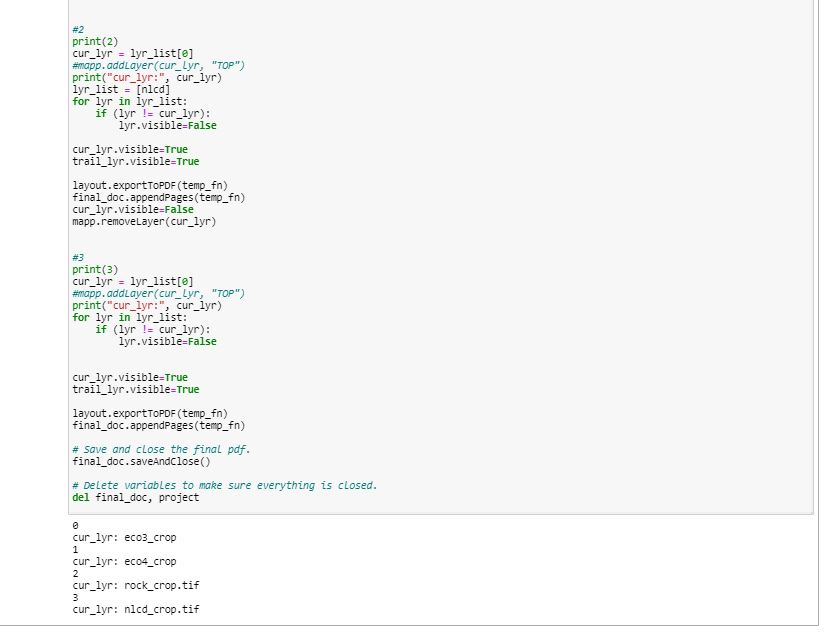 #2
print(2)
cur_lyr = lyr_list[0]
#mapp.addLayer(cur_lyr, "TOP")
print("cur_lyr:", cur_lyr)
lyr_list = [nlcd]
for lyr in lyr_list:
    if (lyr != cur_lyr):
        lyr.visible=False
cur_lyr.visible=True
trail_lyr.visible=True
layout.exportToPDF(temp_fn)
final_doc.appendPages(temp_fn)
cur_lyr.visible=False
mapp.removeLayer(cur_lyr)
#3
print(3)
cur_lyr = lyr_list[0]
#mapp.addLayer(cur_lyr, "TOP")
print("cur_lyr:", cur_lyr)
for lyr in lyr_list:
    if (lyr != cur_lyr):
        lyr.visible=False
cur_lyr.visible=True
trail_lyr.visible=True
layout.exportToPDF(temp_fn)
final_doc.appendPages(temp_fn)
# Save and close the final pdf.
final_doc.saveAndClose()
# Delete variables to make sure everything is closed.
del final_doc, project
0
cur_lyr: eco3_crop
1
cur_lyr: eco4_crop
2
cur_lyr: rock_crop.tif
3
cur_lyr: nlcd_crop.tif